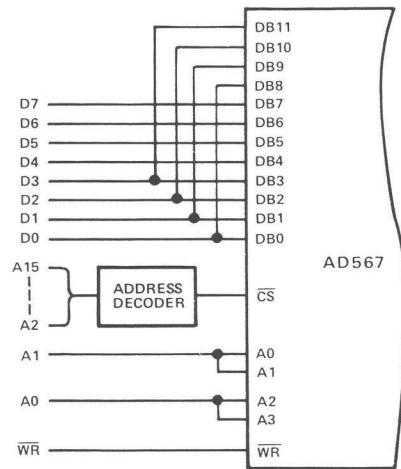 DB11
DB10
DB9
DB8
D7 DB7
D6 DB6
D5 DB5
D4 DB4
D3 DB3
D2 DB2
D1 DB1
D0 DB0
AD567
A15
ADDRESS
DECODER
CS
A2
A1 A0
A1
A0 A2
A3
WR WR